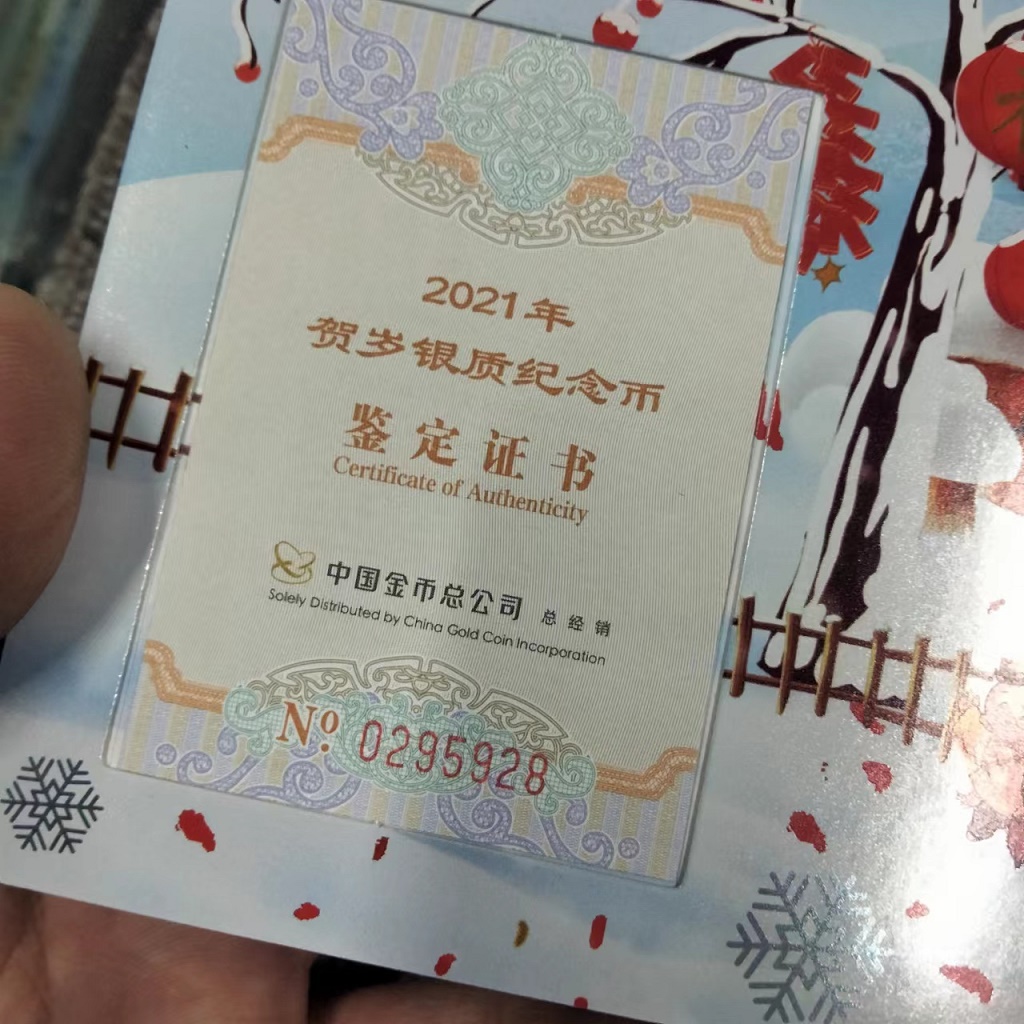 2021年
贺岁银质纪念币
鉴定证书
Certificate of Authenticity
中国金币总公司 总经销
Solely Distributed by China Gold Coin Incorporation
Nº 0295928